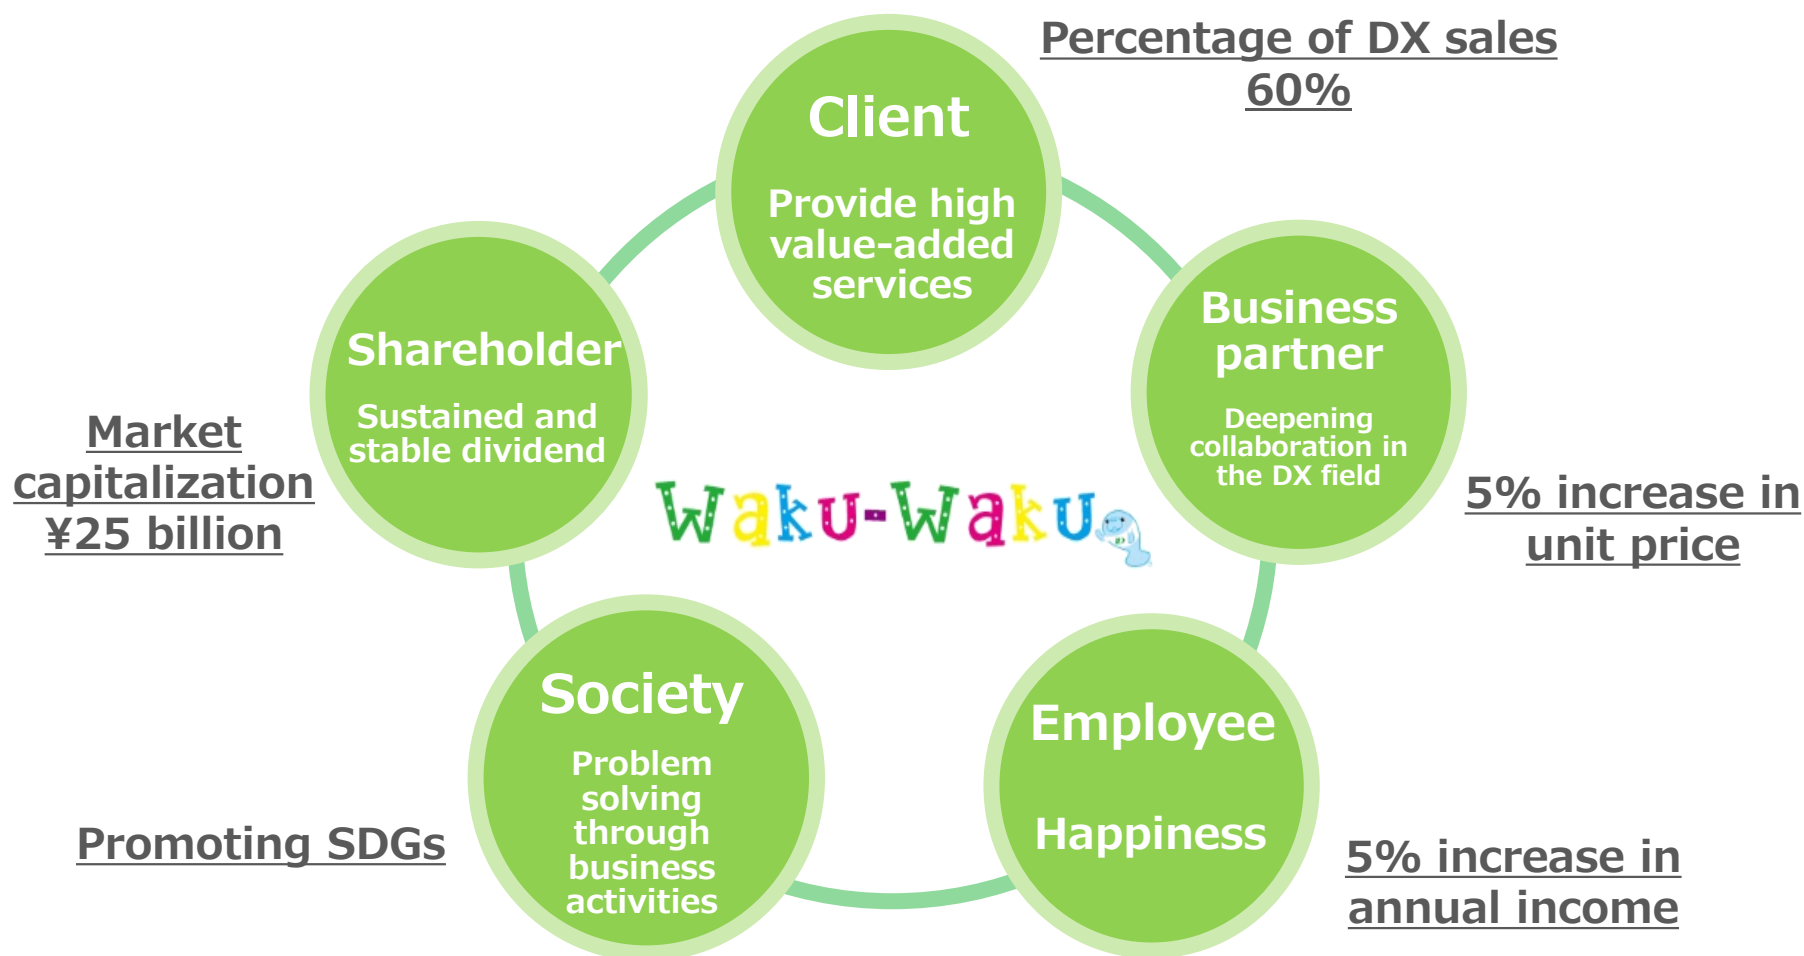 Percentage of DX sales
60%
Client
Provide high
value-added
services
Business
partner
Deepening
collaboration in
the DX field
5% increase in
unit price
Shareholder
Sustained and
stable dividend
Market
capitalization
¥25 billion
Waku-Waku
Society
Problem
solving
through
business
activities
Promoting SDGs
Employee
Happiness
5% increase in
annual income